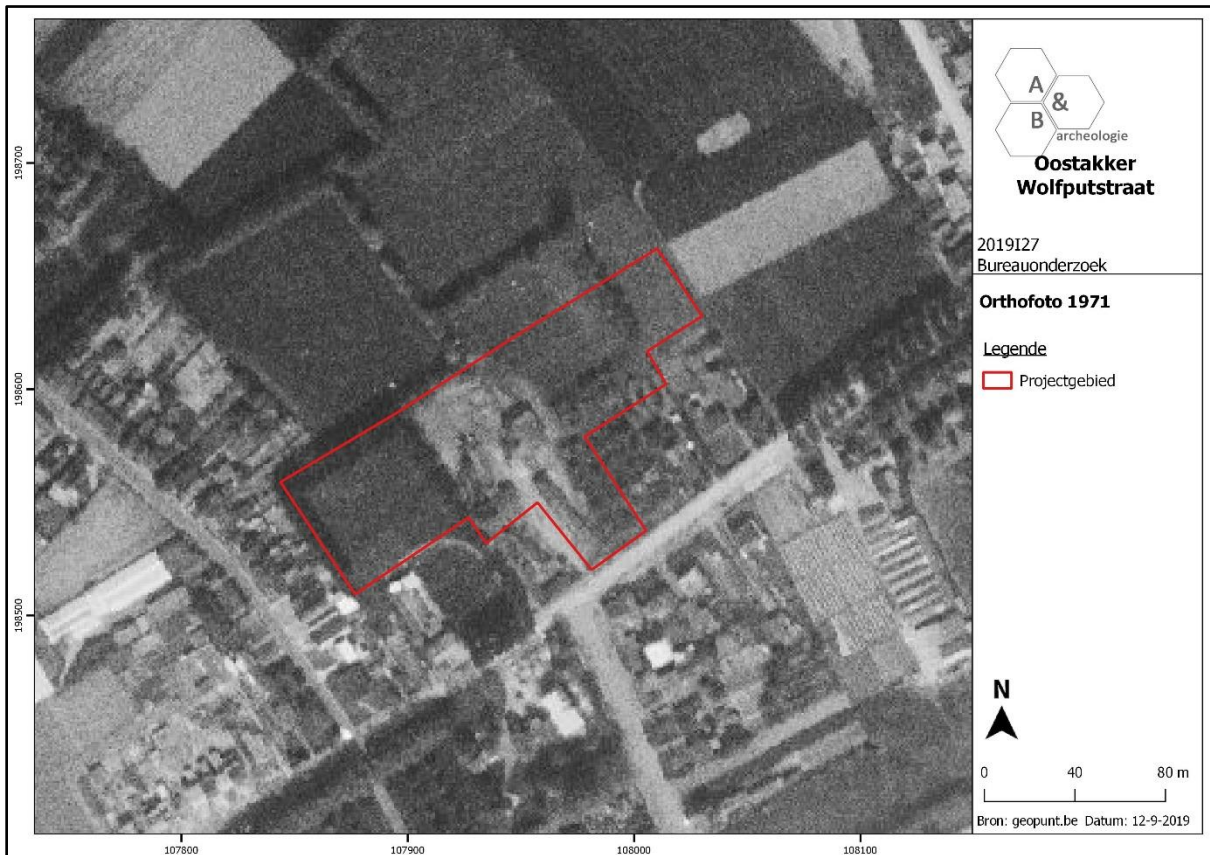 A
&
B
archeologie
Oostakker
Wolfputstraat
2019I27
Bureauonderzoek
Orthofoto 1971
Legende
Projectgebied
N
0 40 80 m
Bron: geopunt.be Datum: 12-9-2019
198700
198600
198500
107800 107900 108000 108100